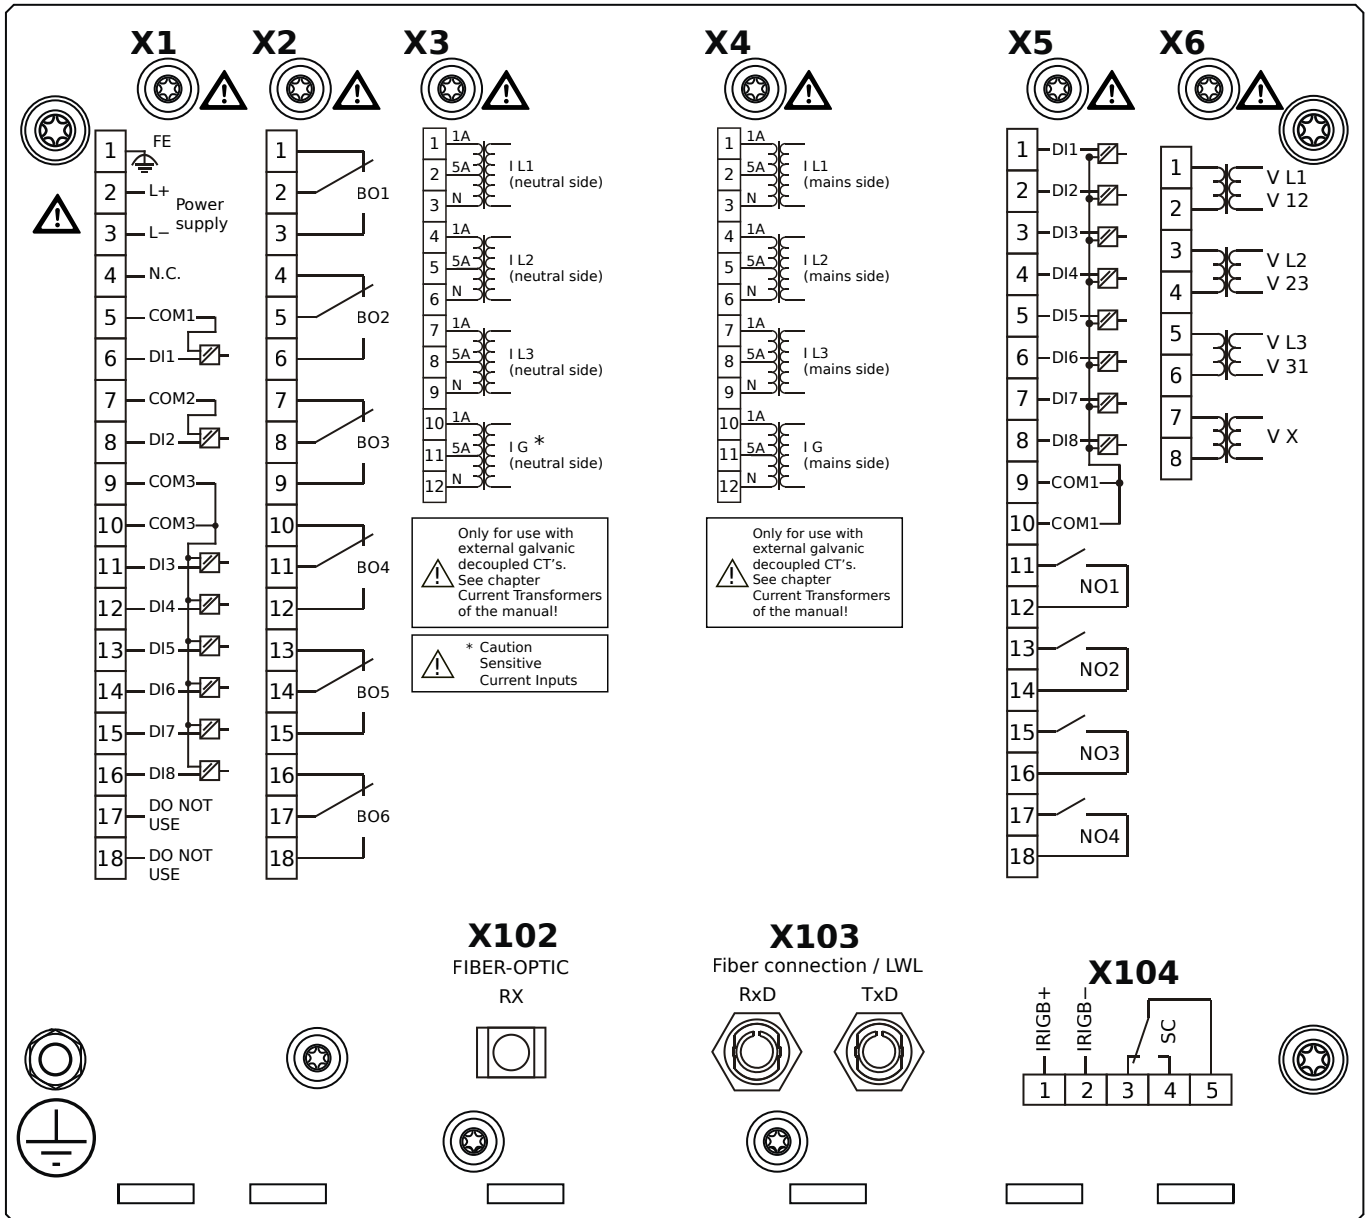 X1
X2
X3
X4
X5
X6
1
FE
2
L+
Power
supply
3
L−
4
N.C.
5
COM1
6
DI1
7
COM2
8
DI2
9
COM3
10
COM3
11
DI3
12
DI4
13
DI5
14
DI6
15
DI7
16
DI8
17
DO NOT
USE
18
DO NOT
USE
1
2
BO1
3
4
5
BO2
6
7
8
BO3
9
10
11
BO4
12
13
14
BO5
15
16
17
BO6
18
1
1A
2
5A
I L1
(neutral side)
3
N
4
1A
5
5A
I L2
(neutral side)
6
N
7
1A
8
5A
I L3
(neutral side)
9
N
10
1A
11
5A
I G *
(neutral side)
12
N
Only for use with
external galvanic
decoupled CT's.
See chapter
Current Transformers
of the manual!
* Caution
Sensitive
Current Inputs
1
1A
2
5A
I L1
(mains side)
3
N
4
1A
5
5A
I L2
(mains side)
6
N
7
1A
8
5A
I L3
(mains side)
9
N
10
1A
11
5A
I G
(mains side)
12
N
Only for use with
external galvanic
decoupled CT's.
See chapter
Current Transformers
of the manual!
1
DI1
2
DI2
3
DI3
4
DI4
5
DI5
6
DI6
7
DI7
8
DI8
9
COM1
10
COM1
11
NO1
12
13
NO2
14
15
NO3
16
17
NO4
18
1
V L1
2
V 12
3
V L2
4
V 23
5
V L3
6
V 31
7
V X
8
X102
FIBER-OPTIC
RX
X103
Fiber connection / LWL
RxD
TxD
X104
IRIGB+
IRIGB−
SC
1
2
3
4
5